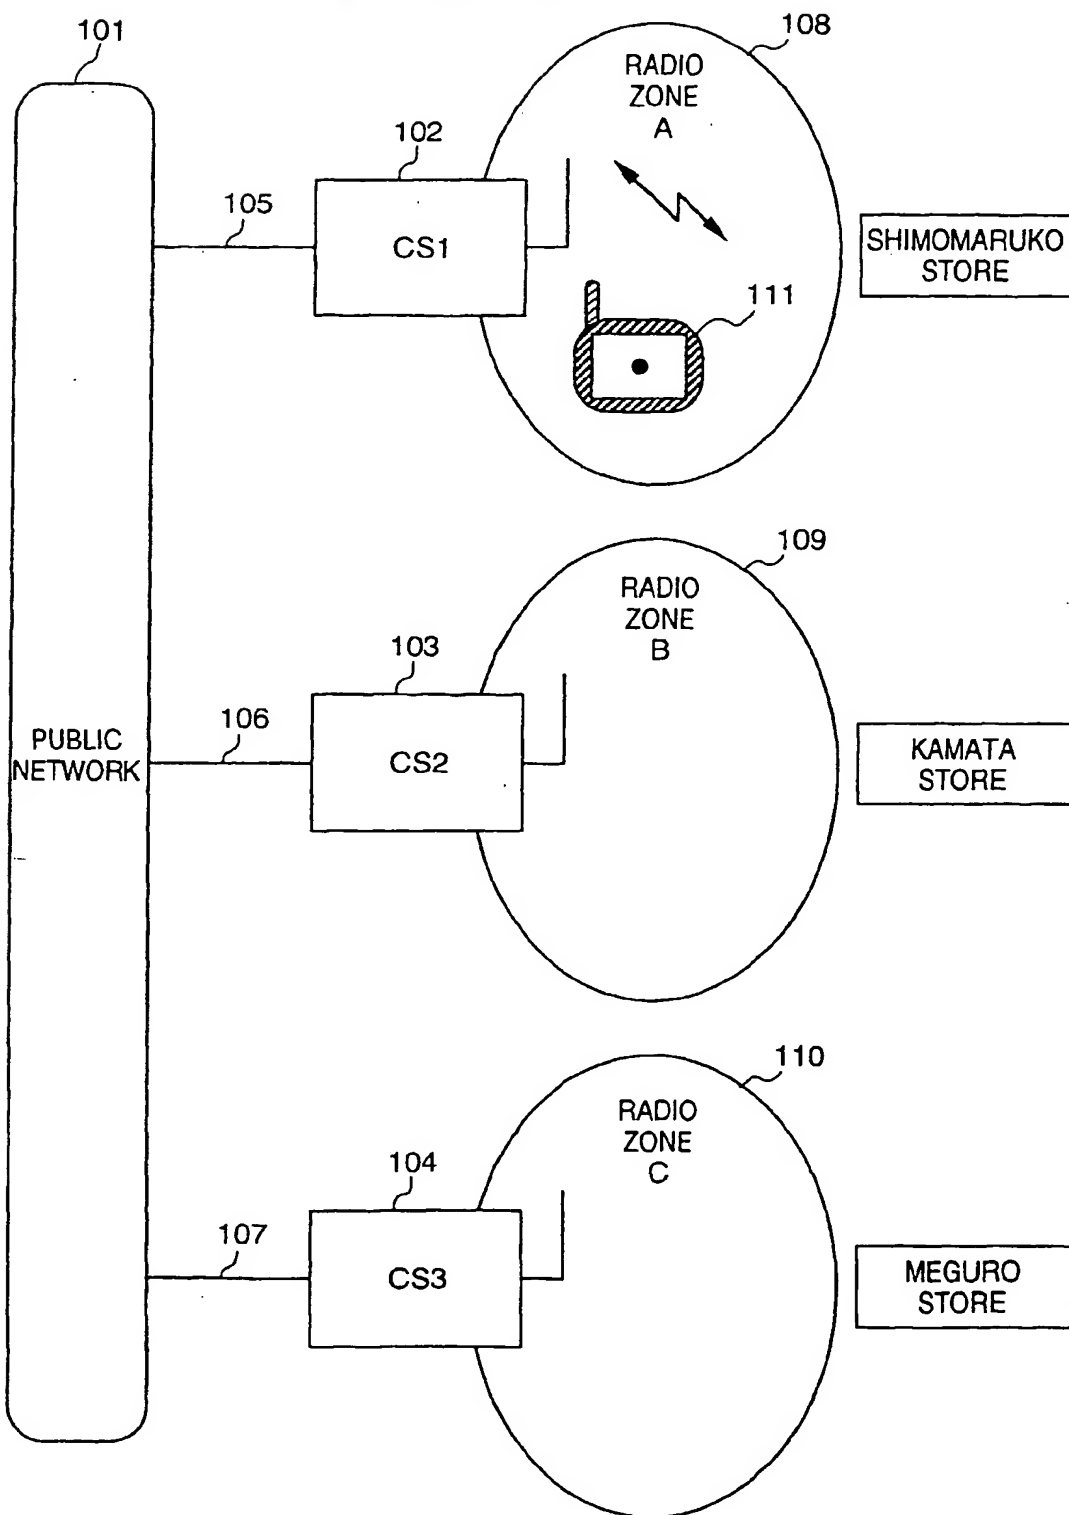 101
108
RADIO
ZONE
A
102
105
CS1
SHIMOMARUKO
STORE
111
109
RADIO
ZONE
B
103
106
CS2
PUBLIC
NETWORK
KAMATA
STORE
110
RADIO
ZONE
C
104
107
CS3
MEGURO
STORE